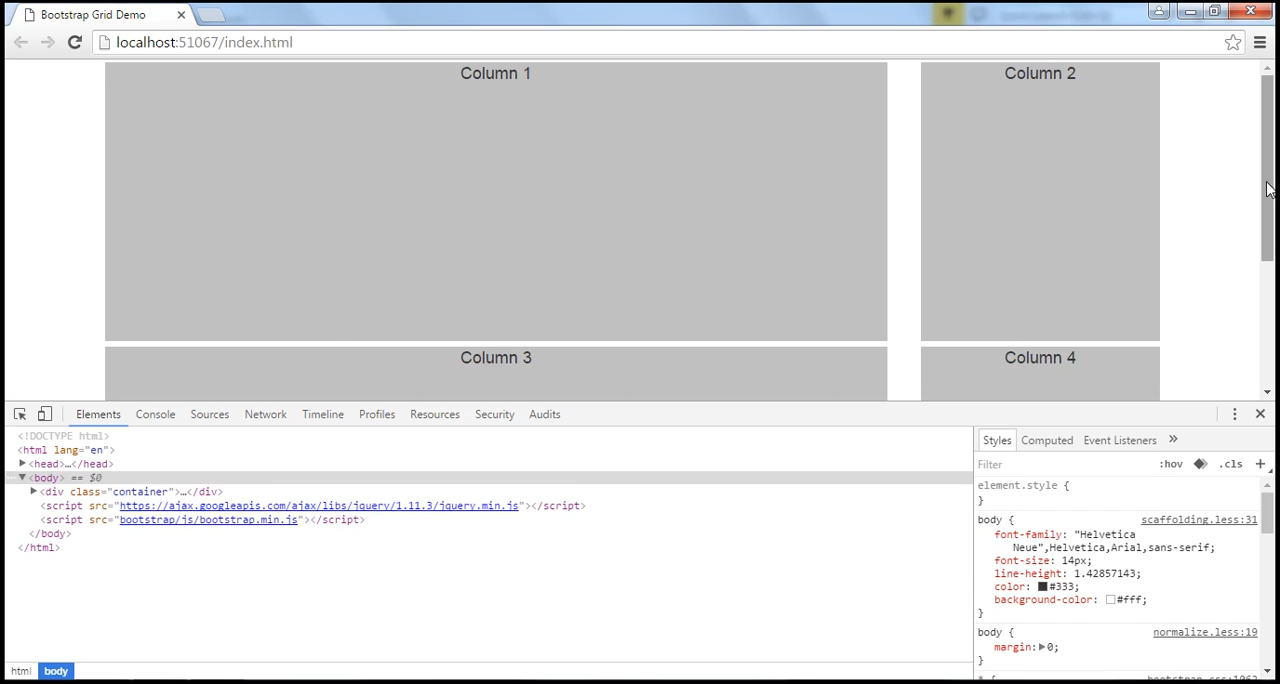 Bootstrap Grid Demo
localhost:51067/index.html
Column 1 Column 2
Column 3 Column 4
Elements Console Sources Network Timeline Profiles Resources Security Audits
<!DOCTYPE html>
<html lang="en">
<head>…</head>
<body> == $0
<div class="container">…</div>
<script src="https://ajax.googleapis.com/ajax/libs/jquery/1.11.3/jquery.min.js"></script>
<script src="bootstrap/js/bootstrap.min.js"></script>
</body>
</html>
html body
Styles Computed Event Listeners »
Filter :hov .cls +
element.style {
}
body { scaffolding.less:31
font-family: "Helvetica
Neue",Helvetica,Arial,sans-serif;
font-size: 14px;
line-height: 1.42857143;
color: #333;
background-color: #fff;
}
body { normalize.less:19
margin: 0;
}